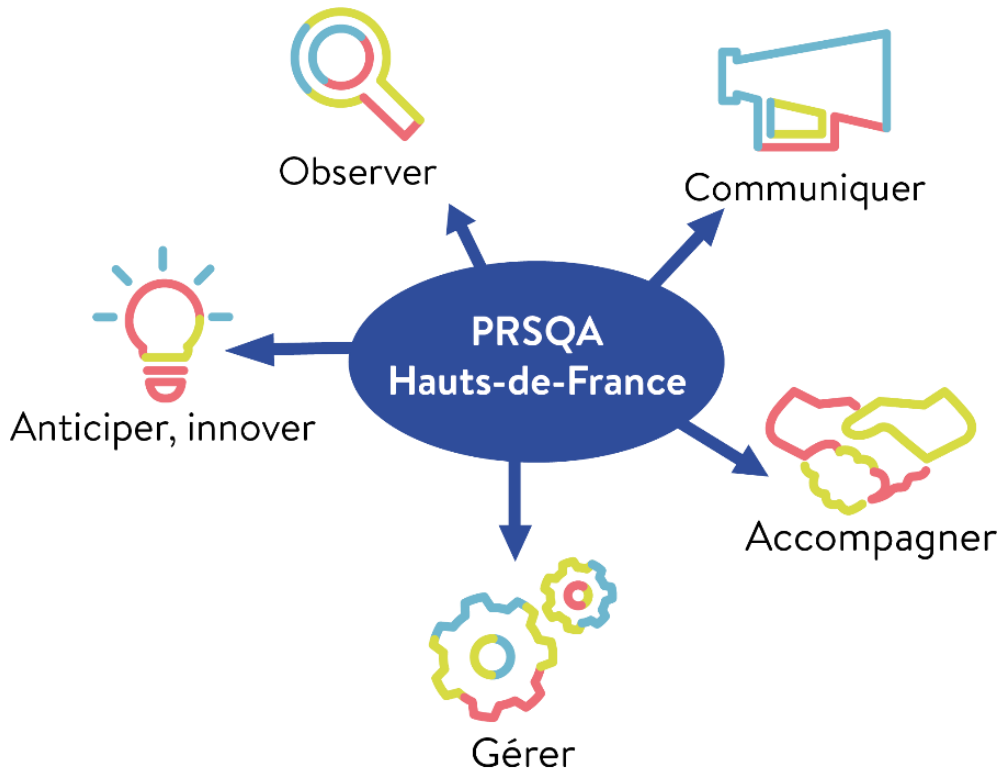 Observer
Communiquer
PRSQA
Hauts-de-France
Anticiper, innover
Accompagner
Gérer